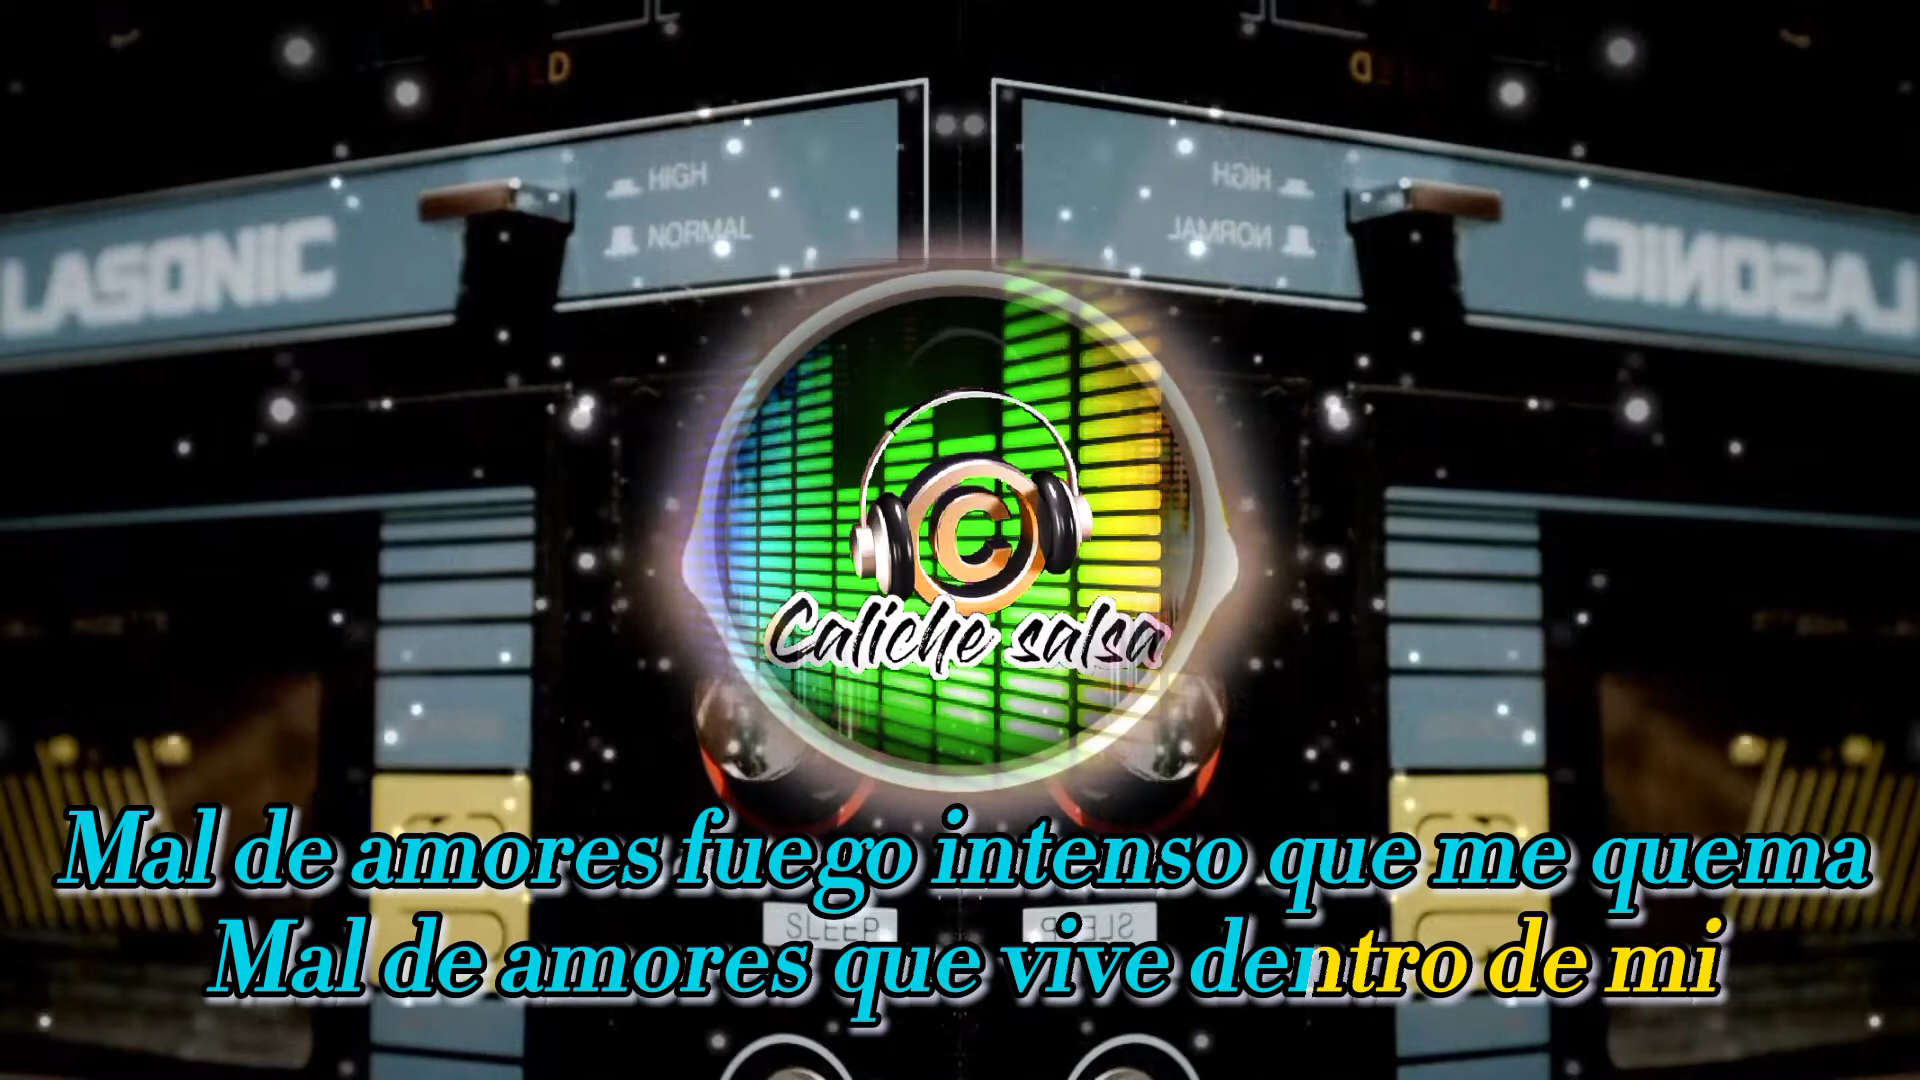 D
D
HIGH
HIGH
NORMAL
NORMAL
LASONIC
LASONIC
C
Caliche salsa
Mal de amores fuego intenso que me quema
SLEEP
SLEEP
Mal de amores que vive dentro de mi